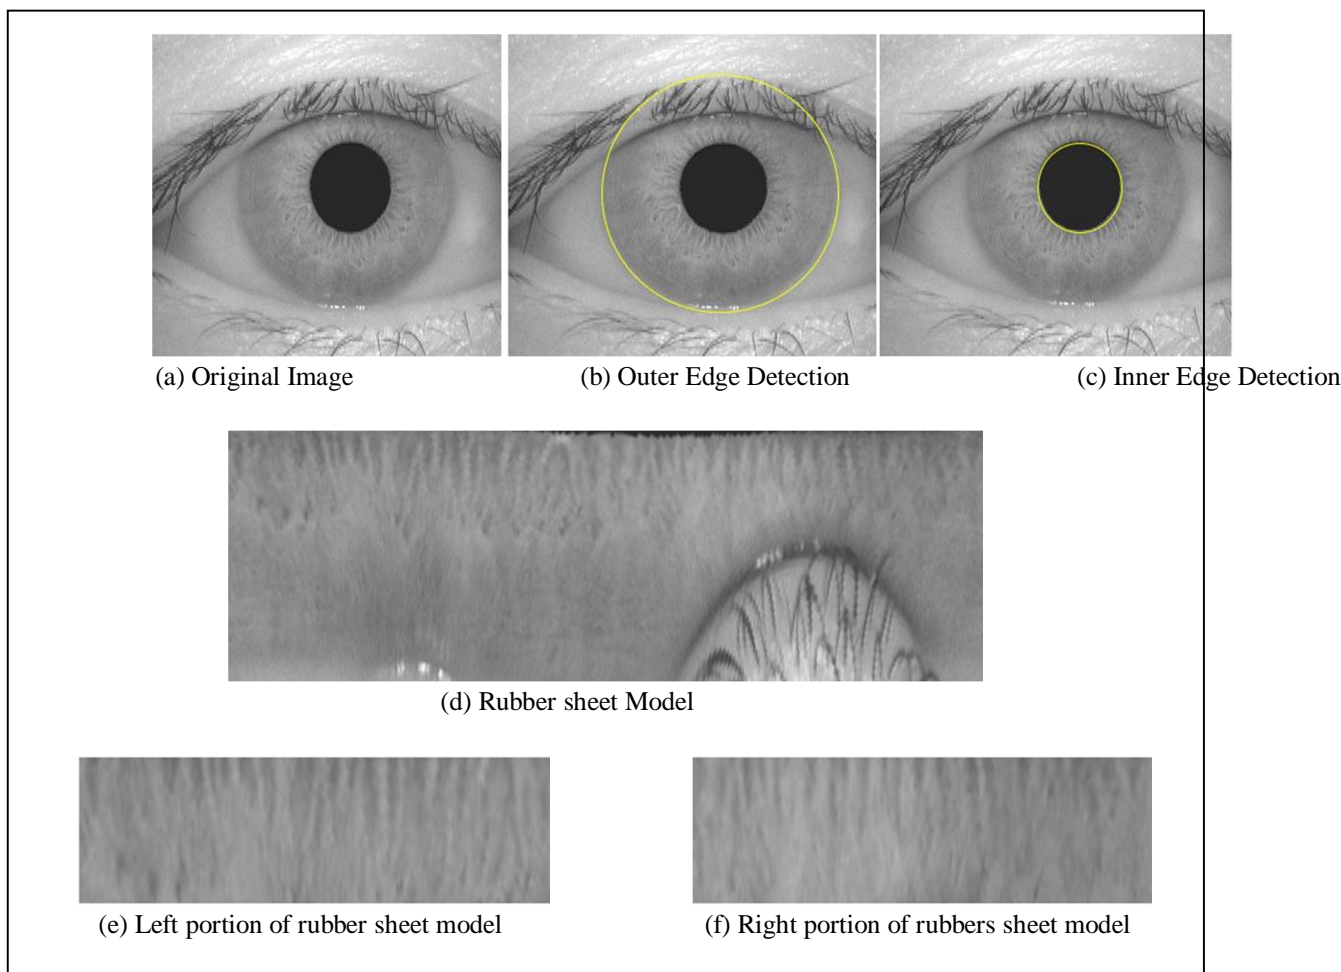 (a) Original Image
(b) Outer Edge Detection
(c) Inner Edge Detection
(d) Rubber sheet Model
(e) Left portion of rubber sheet model
(f) Right portion of rubbers sheet model